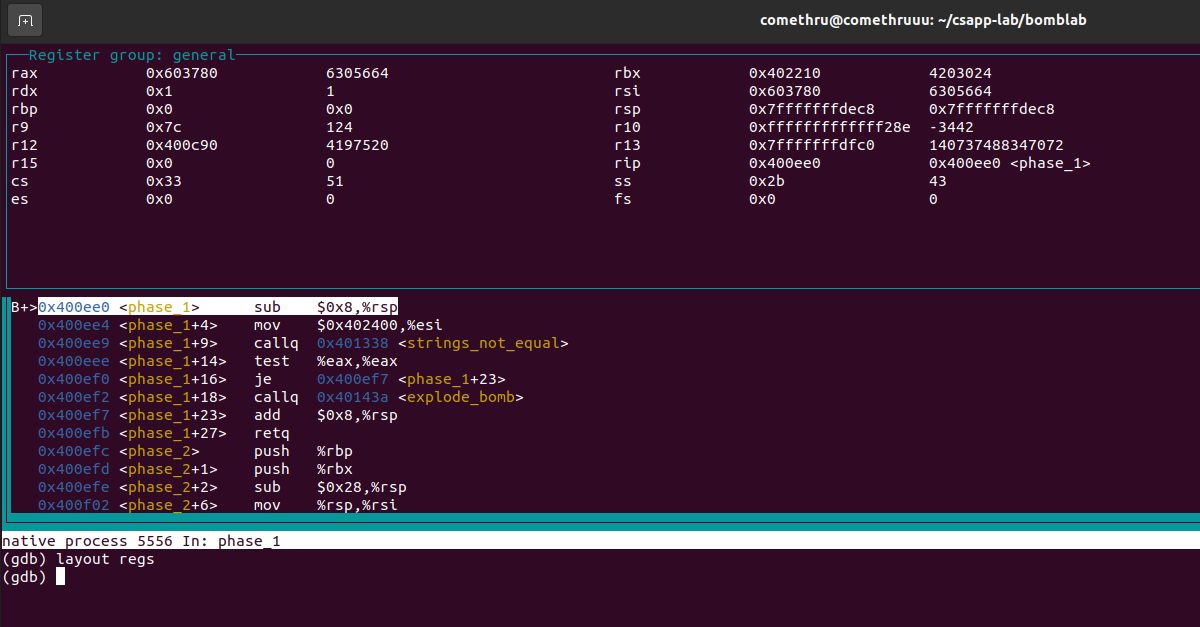 comethru@comethruuu: ~/csapp-lab/bomblab
Register group: general
rax 0x603780 6305664 rbx 0x402210 4203024
rdx 0x1 1 rsi 0x603780 6305664
rbp 0x0 0x0 rsp 0x7fffffffdec8 0x7fffffffdec8
r9 0x7c 124 r10 0xfffffffffffff28e -3442
r12 0x400c90 4197520 r13 0x7fffffffdfc0 140737488347072
r15 0x0 0 rip 0x400ee0 0x400ee0 <phase_1>
cs 0x33 51 ss 0x2b 43
es 0x0 0 fs 0x0 0
B+>0x400ee0 <phase_1> sub $0x8,%rsp
0x400ee4 <phase_1+4> mov $0x402400,%esi
0x400ee9 <phase_1+9> callq 0x401338 <strings_not_equal>
0x400eee <phase_1+14> test %eax,%eax
0x400ef0 <phase_1+16> je 0x400ef7 <phase_1+23>
0x400ef2 <phase_1+18> callq 0x40143a <explode_bomb>
0x400ef7 <phase_1+23> add $0x8,%rsp
0x400efb <phase_1+27> retq
0x400efc <phase_2> push %rbp
0x400efd <phase_2+1> push %rbx
0x400efe <phase_2+2> sub $0x28,%rsp
0x400f02 <phase_2+6> mov %rsp,%rsi
native process 5556 In: phase_1
(gdb) layout regs
(gdb)